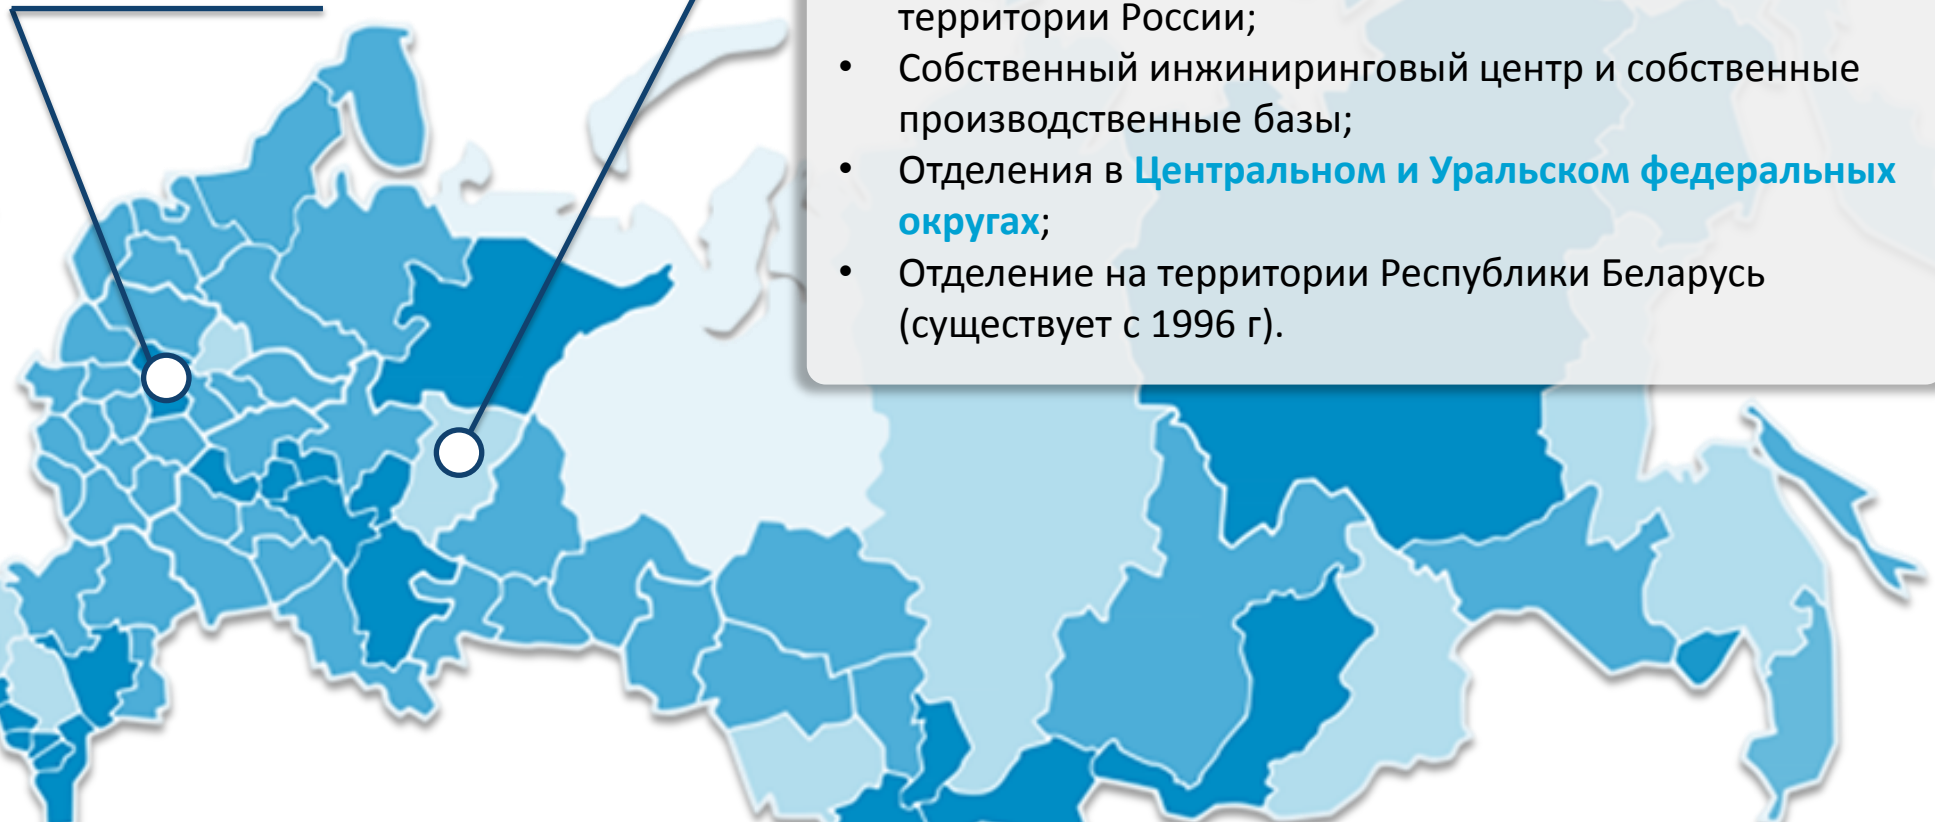 территории России;
• Собственный инжиниринговый центр и собственные
производственные базы;
• Отделения в Центральном и Уральском федеральных
округах;
• Отделение на территории Республики Беларусь
(существует с 1996 г).